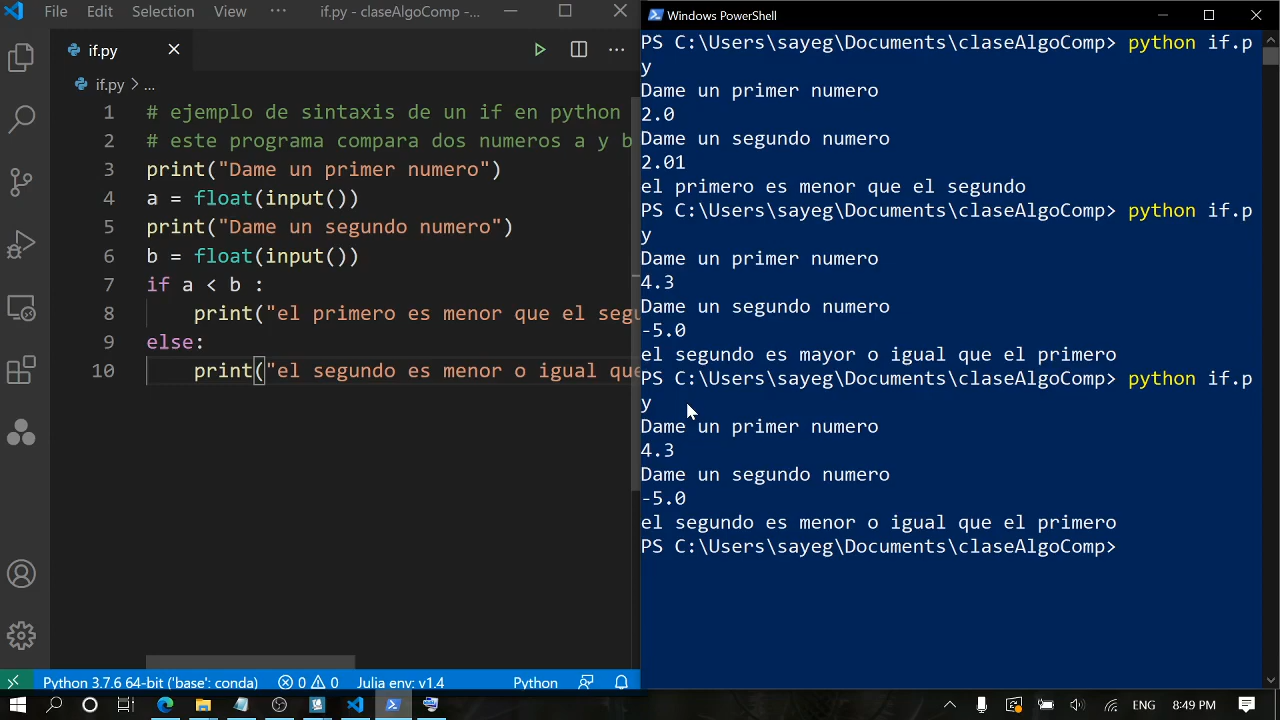 File Edit Selection View if.py - claseAlgoComp -...
if.py
if.py > ...
1 # ejemplo de sintaxis de un if en python
2 # este programa compara dos numeros a y b
3 print("Dame un primer numero")
4 a = float(input())
5 print("Dame un segundo numero")
6 b = float(input())
7 if a < b :
8 print("el primero es menor que el segu
9 else:
10 print("el segundo es menor o igual que
Python 3.7.6 64-bit ('base': conda) 0 0 Julia env: v1.4 Python
Windows PowerShell
PS C:\Users\sayeg\Documents\claseAlgoComp> python if.p
y
Dame un primer numero
2.0
Dame un segundo numero
2.01
el primero es menor que el segundo
PS C:\Users\sayeg\Documents\claseAlgoComp> python if.p
y
Dame un primer numero
4.3
Dame un segundo numero
-5.0
el segundo es mayor o igual que el primero
PS C:\Users\sayeg\Documents\claseAlgoComp> python if.p
y
Dame un primer numero
4.3
Dame un segundo numero
-5.0
el segundo es menor o igual que el primero
PS C:\Users\sayeg\Documents\claseAlgoComp>
ENG 8:49 PM